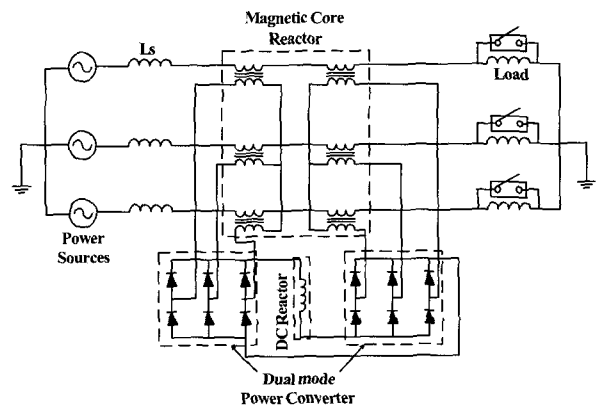 Magnetic Core
Reactor
Ls
Load
Power
Sources
DC Reactor
Dual mode
Power Converter